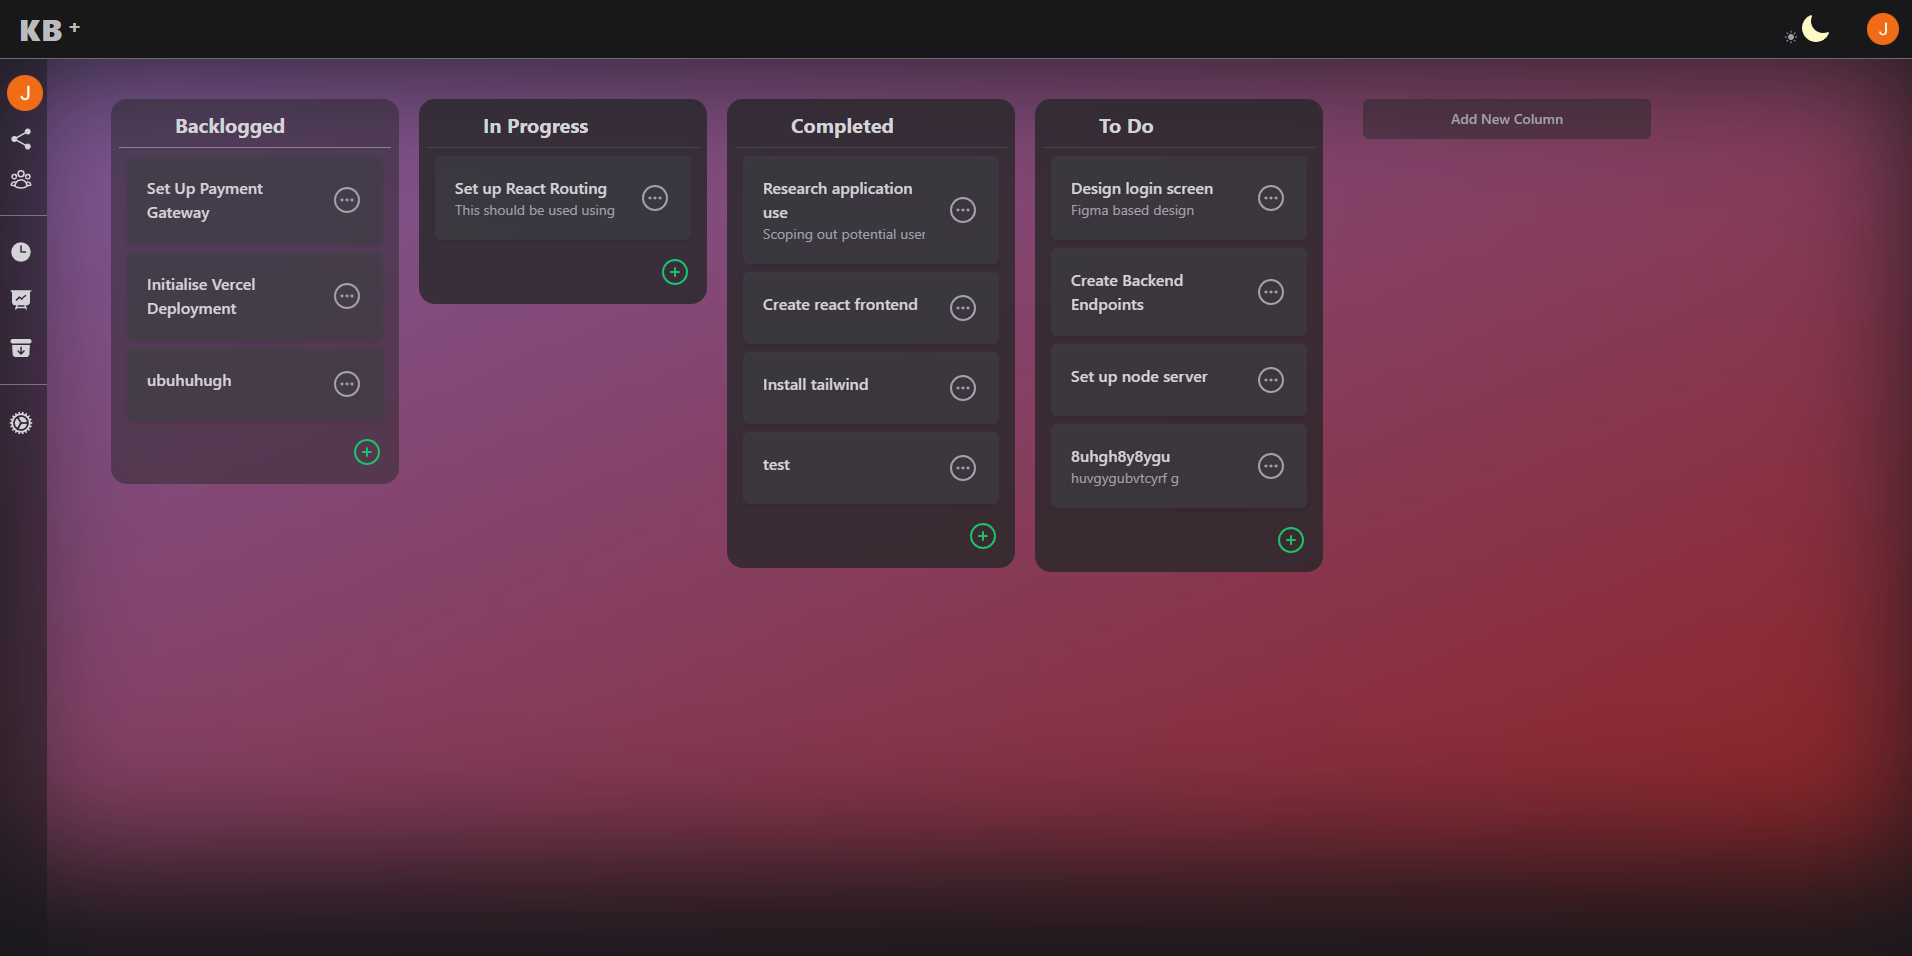 KB +
J
J
Backlogged
Set Up Payment
Gateway
Initialise Vercel
Deployment
ubuhuhugh
In Progress
Set up React Routing
This should be used using
Completed
Research application
use
Scoping out potential user
Create react frontend
Install tailwind
test
To Do
Design login screen
Figma based design
Create Backend
Endpoints
Set up node server
8uhgh8y8ygu
huvgygubvtcyrf g
Add New Column